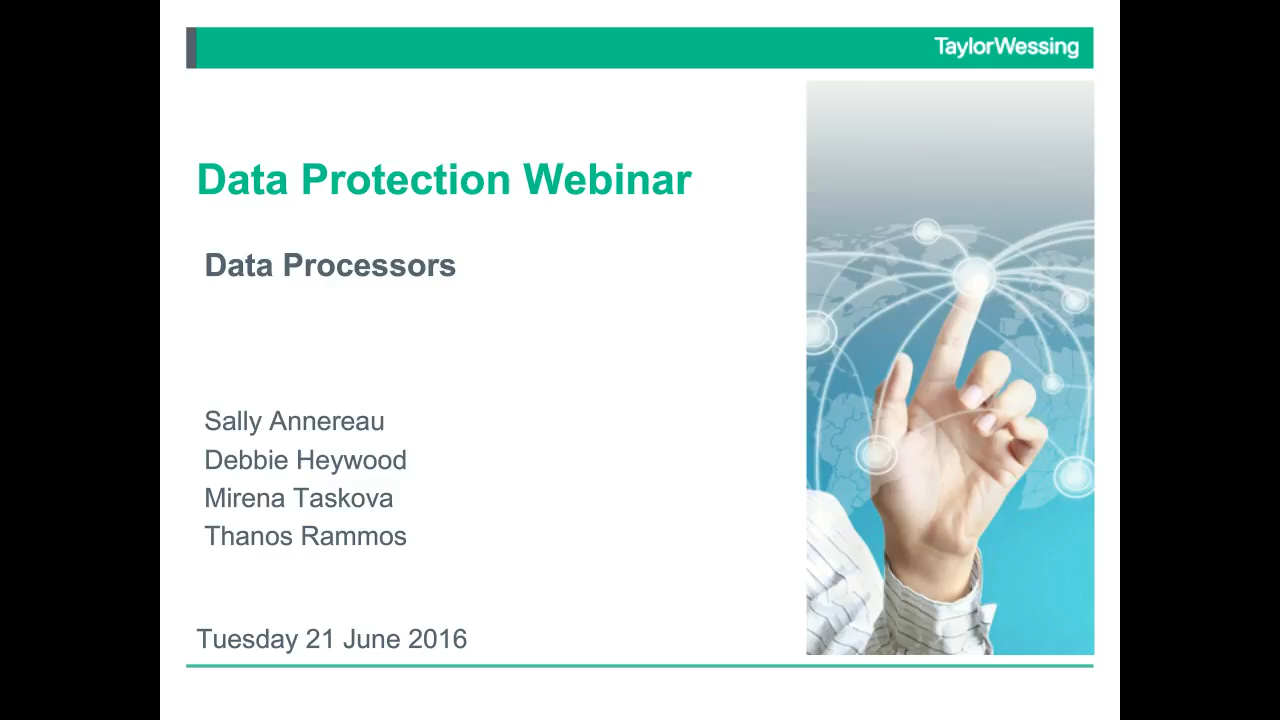 TaylorWessing
Data Protection Webinar
Data Processors
Sally Annereau
Debbie Heywood
Mirena Taskova
Thanos Rammos
Tuesday 21 June 2016